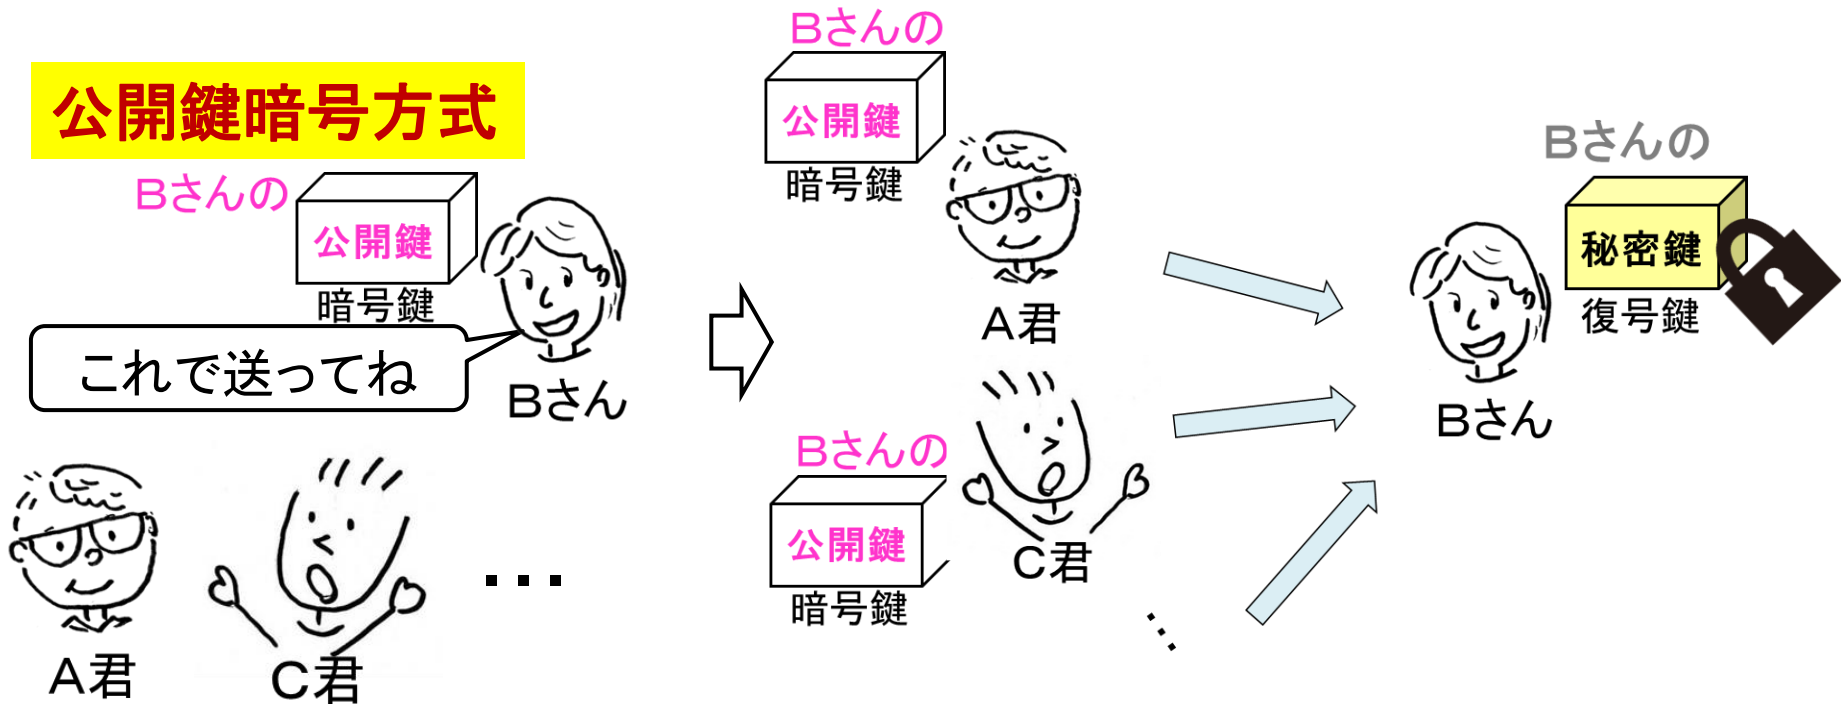 公開鍵暗号方式
Bさんの
公開鍵
暗号鍵
これで送ってね
Bさん
A君
C君
・・・
Bさんの
公開鍵
暗号鍵
A君
Bさんの
公開鍵
暗号鍵
C君
・・・
Bさんの
秘密鍵
復号鍵
Bさん